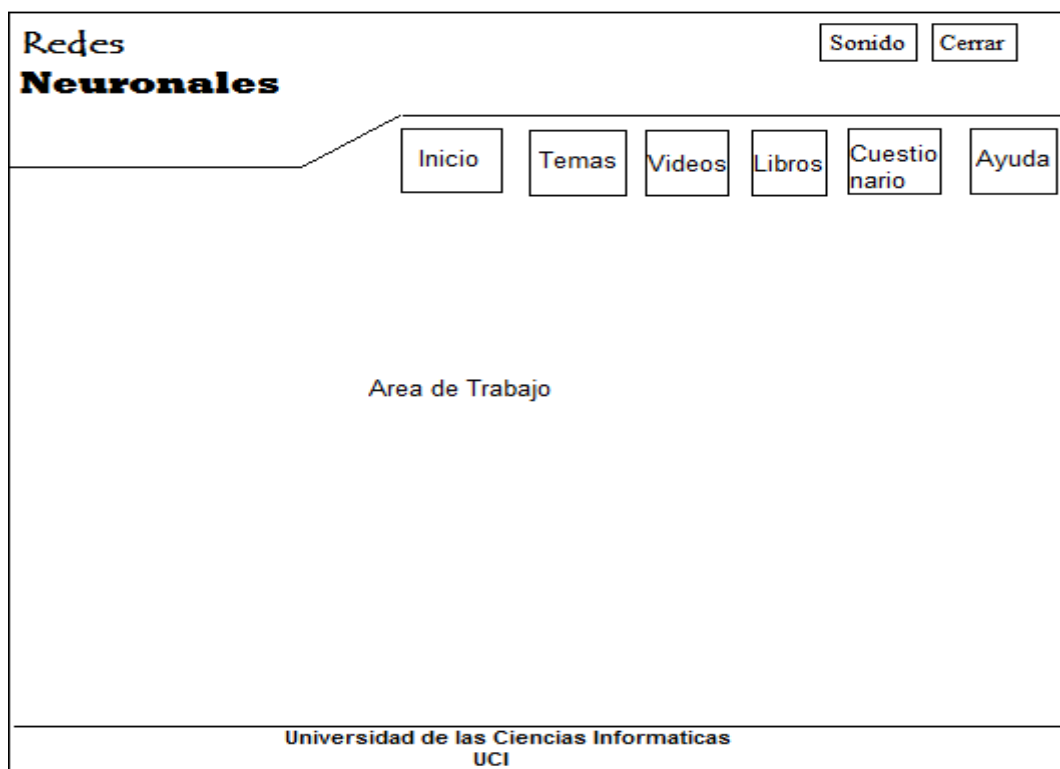 Redes
Neuronales
Sonido
Cerrar
Inicio
Temas
Videos
Libros
Cuestio
nario
Ayuda
Area de Trabajo
Universidad de las Ciencias Informaticas
UCI